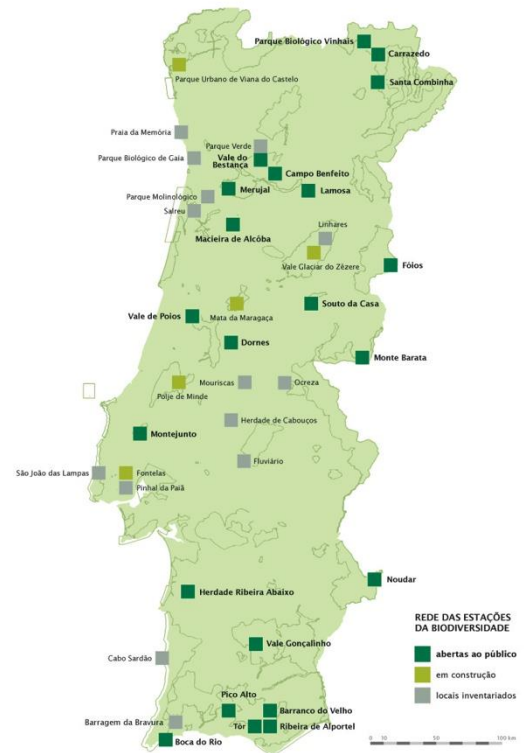 Parque Biológico Vinhais
Carrazedo
Santa Combinha
Parque Urbano de Viana do Castelo
Praia da Memória
Parque Verde
Parque Biológico de Gaia
Vale do
Bestança
Campo Benfeito
Parque Molinológico
Merujal
Lamosa
Salreu
Macieira de Alcôba
Linhares
Vale Glaciar do Zêzere
Fóios
Vale de Poios
Mata da Maragaça
Souto da Casa
Dornes
Monte Barata
Polje de Minde
Mouriscas
Ocreza
Herdade de Cabouços
Montejunto
Fluviário
São João das Lampas
Fontelas
Pinhal da Paiã
Noudar
Herdade Ribeira Abaixo
REDE DAS ESTAÇÕES
DA BIODIVERSIDADE
abertas ao público
em construção
locais inventariados
Vale Gonçalinho
Cabo Sardão
Pico Alto
Barranco do Velho
Barragem da Bravura
Tôr
Ribeira de Alportel
Boca do Rio
0 10 50 100 km